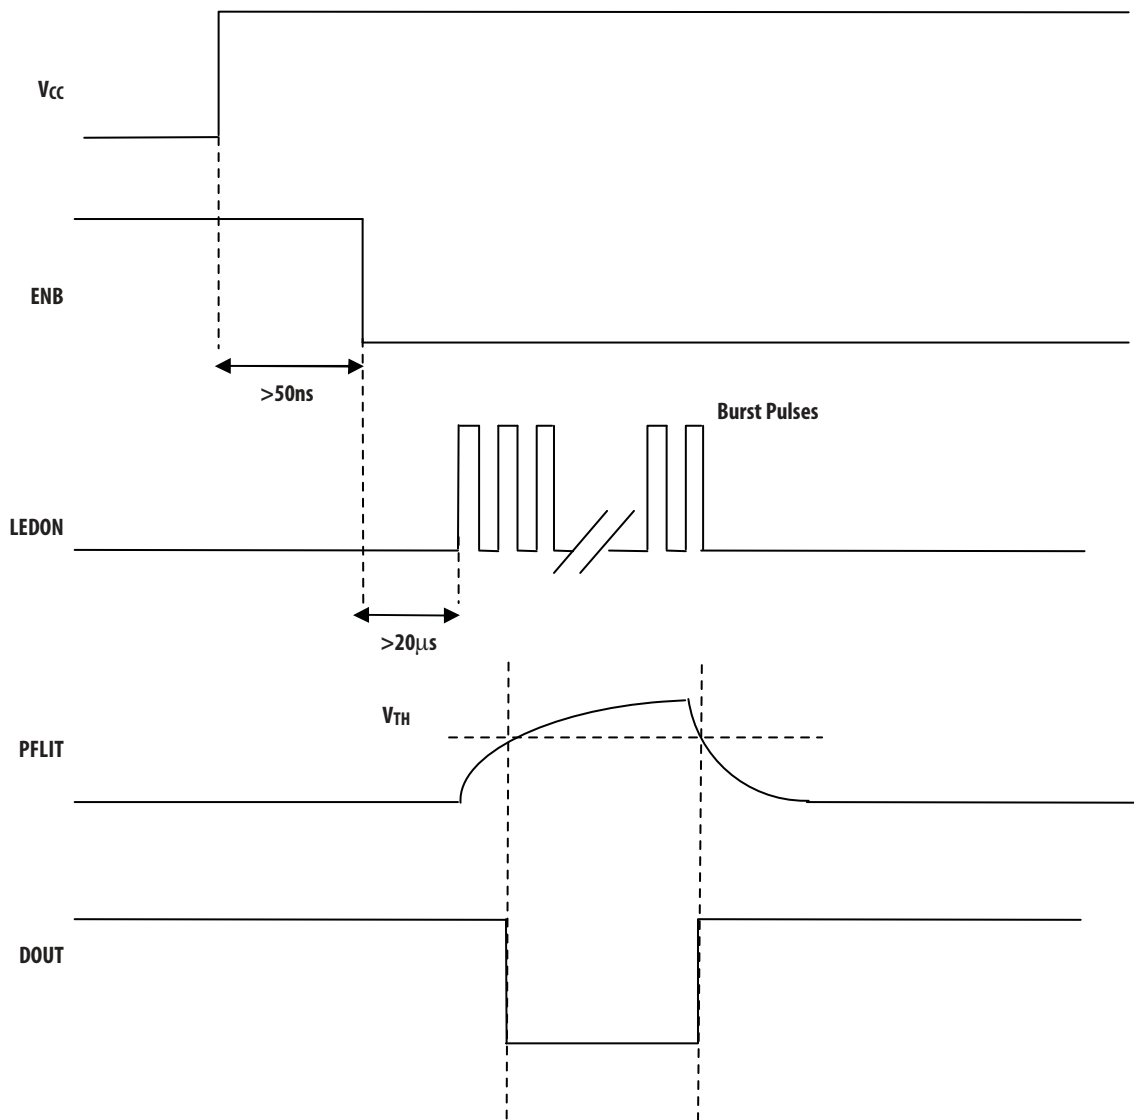 VCC
ENB
>50ns
Burst Pulses
LEDON
>20μs
VTH
PFLIT
DOUT